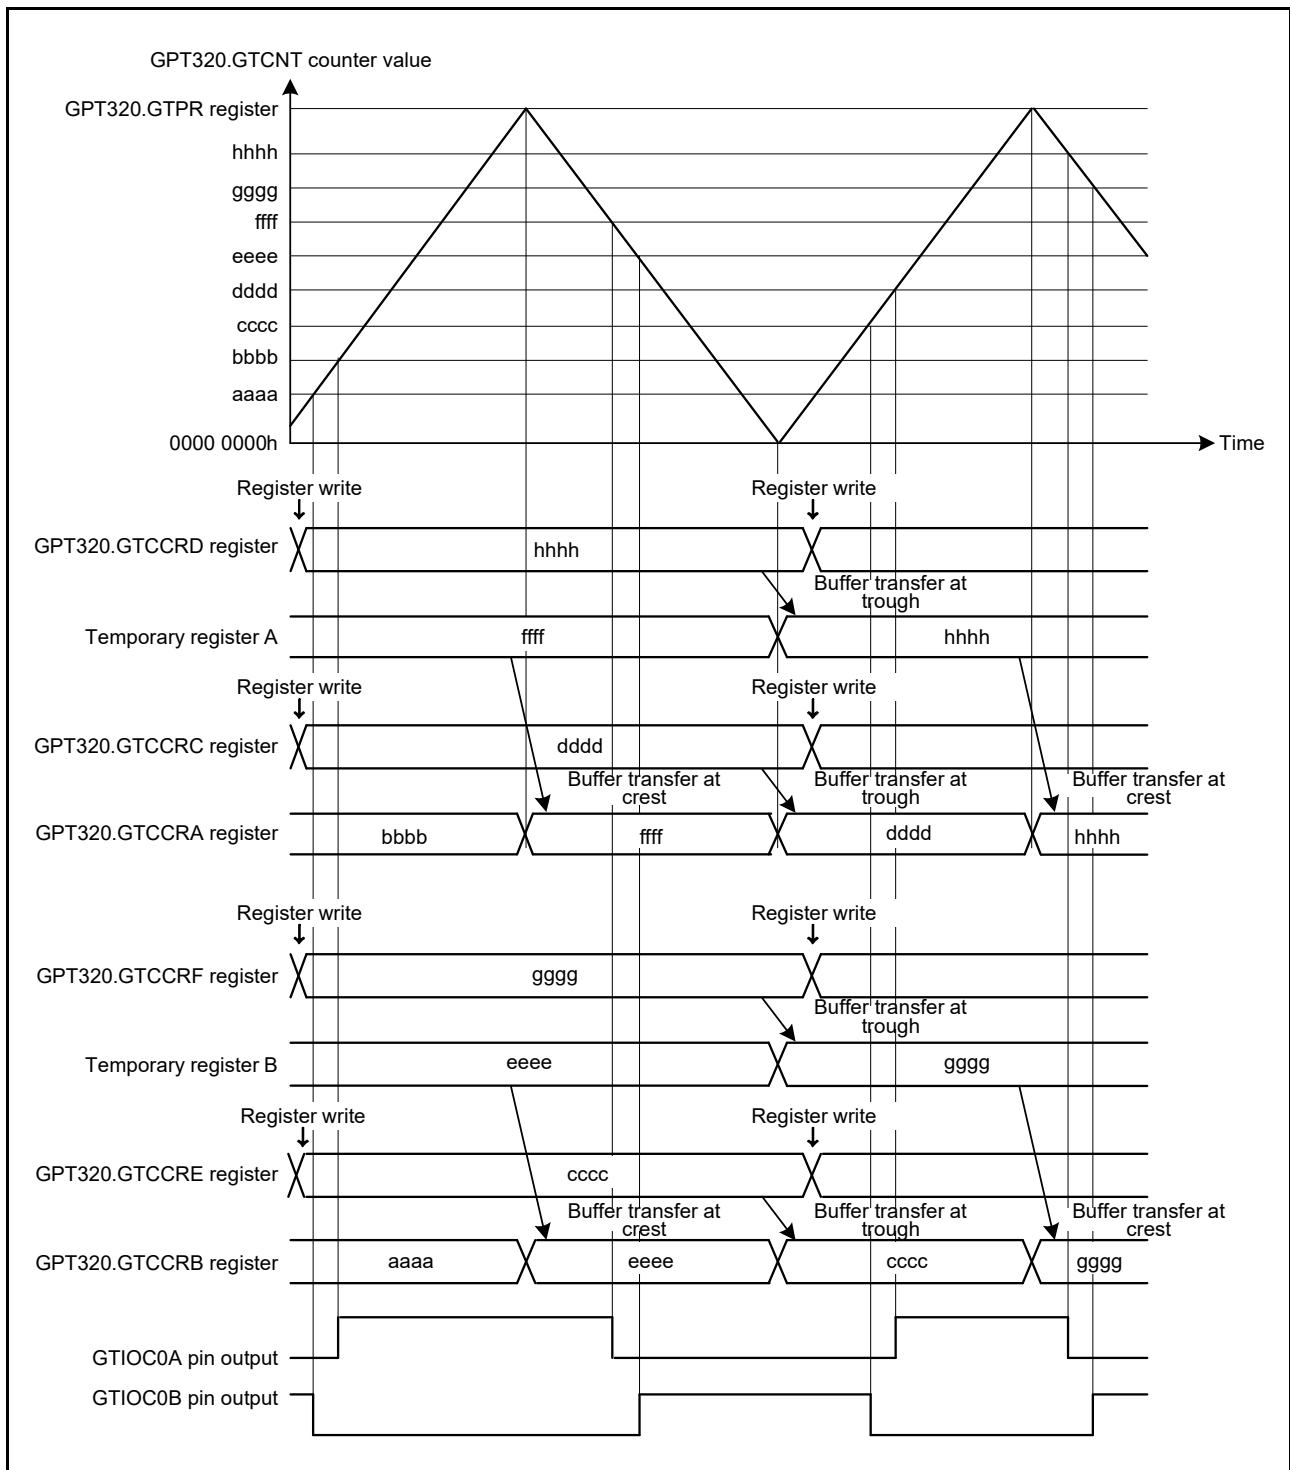 GPT320.GTCNT counter value
GPT320.GTPR register
hhhh
gggg
ffff
eeee
dddd
cccc
bbbb
aaaa
0000 0000h
Time
Register write
Register write
GPT320.GTCCRD register
hhhh
Buffer transfer at
trough
Temporary register A
ffff
hhhh
Register write
Register write
GPT320.GTCCRC register
dddd
Buffer transfer at
crest
Buffer transfer at
trough
Buffer transfer at
crest
GPT320.GTCCRA register
bbbb
ffff
dddd
hhhh
Register write
Register write
GPT320.GTCCRF register
gggg
Buffer transfer at
trough
Temporary register B
eeee
gggg
Register write
Register write
GPT320.GTCCRE register
cccc
Buffer transfer at
crest
Buffer transfer at
trough
Buffer transfer at
crest
GPT320.GTCCRB register
aaaa
eeee
cccc
gggg
GTIOC0A pin output
GTIOC0B pin output